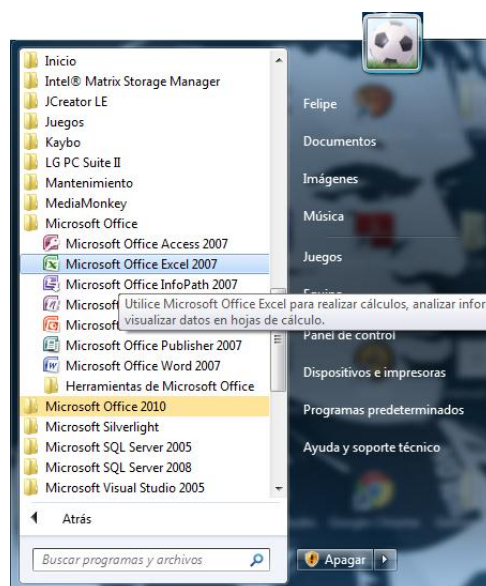 Inicio
Intel® Matrix Storage Manager
JCreator LE
Juegos
Kaybo
LG PC Suite II
Mantenimiento
MediaMonkey
Microsoft Office
Microsoft Office Access 2007
Microsoft Office Excel 2007
Microsoft Office InfoPath 2007
Utilice Microsoft Office Excel para realizar cálculos, analizar infor
visualizar datos en hojas de cálculo.
Microsoft Office Publisher 2007
Microsoft Office Word 2007
Herramientas de Microsoft Office
Microsoft Office 2010
Microsoft Silverlight
Microsoft SQL Server 2005
Microsoft SQL Server 2008
Microsoft Visual Studio 2005
Atrás
Buscar programas y archivos
Felipe
Documentos
Imágenes
Música
Juegos
Panel de control
Dispositivos e impresoras
Programas predeterminados
Ayuda y soporte técnico
Google Chrome
Apagar